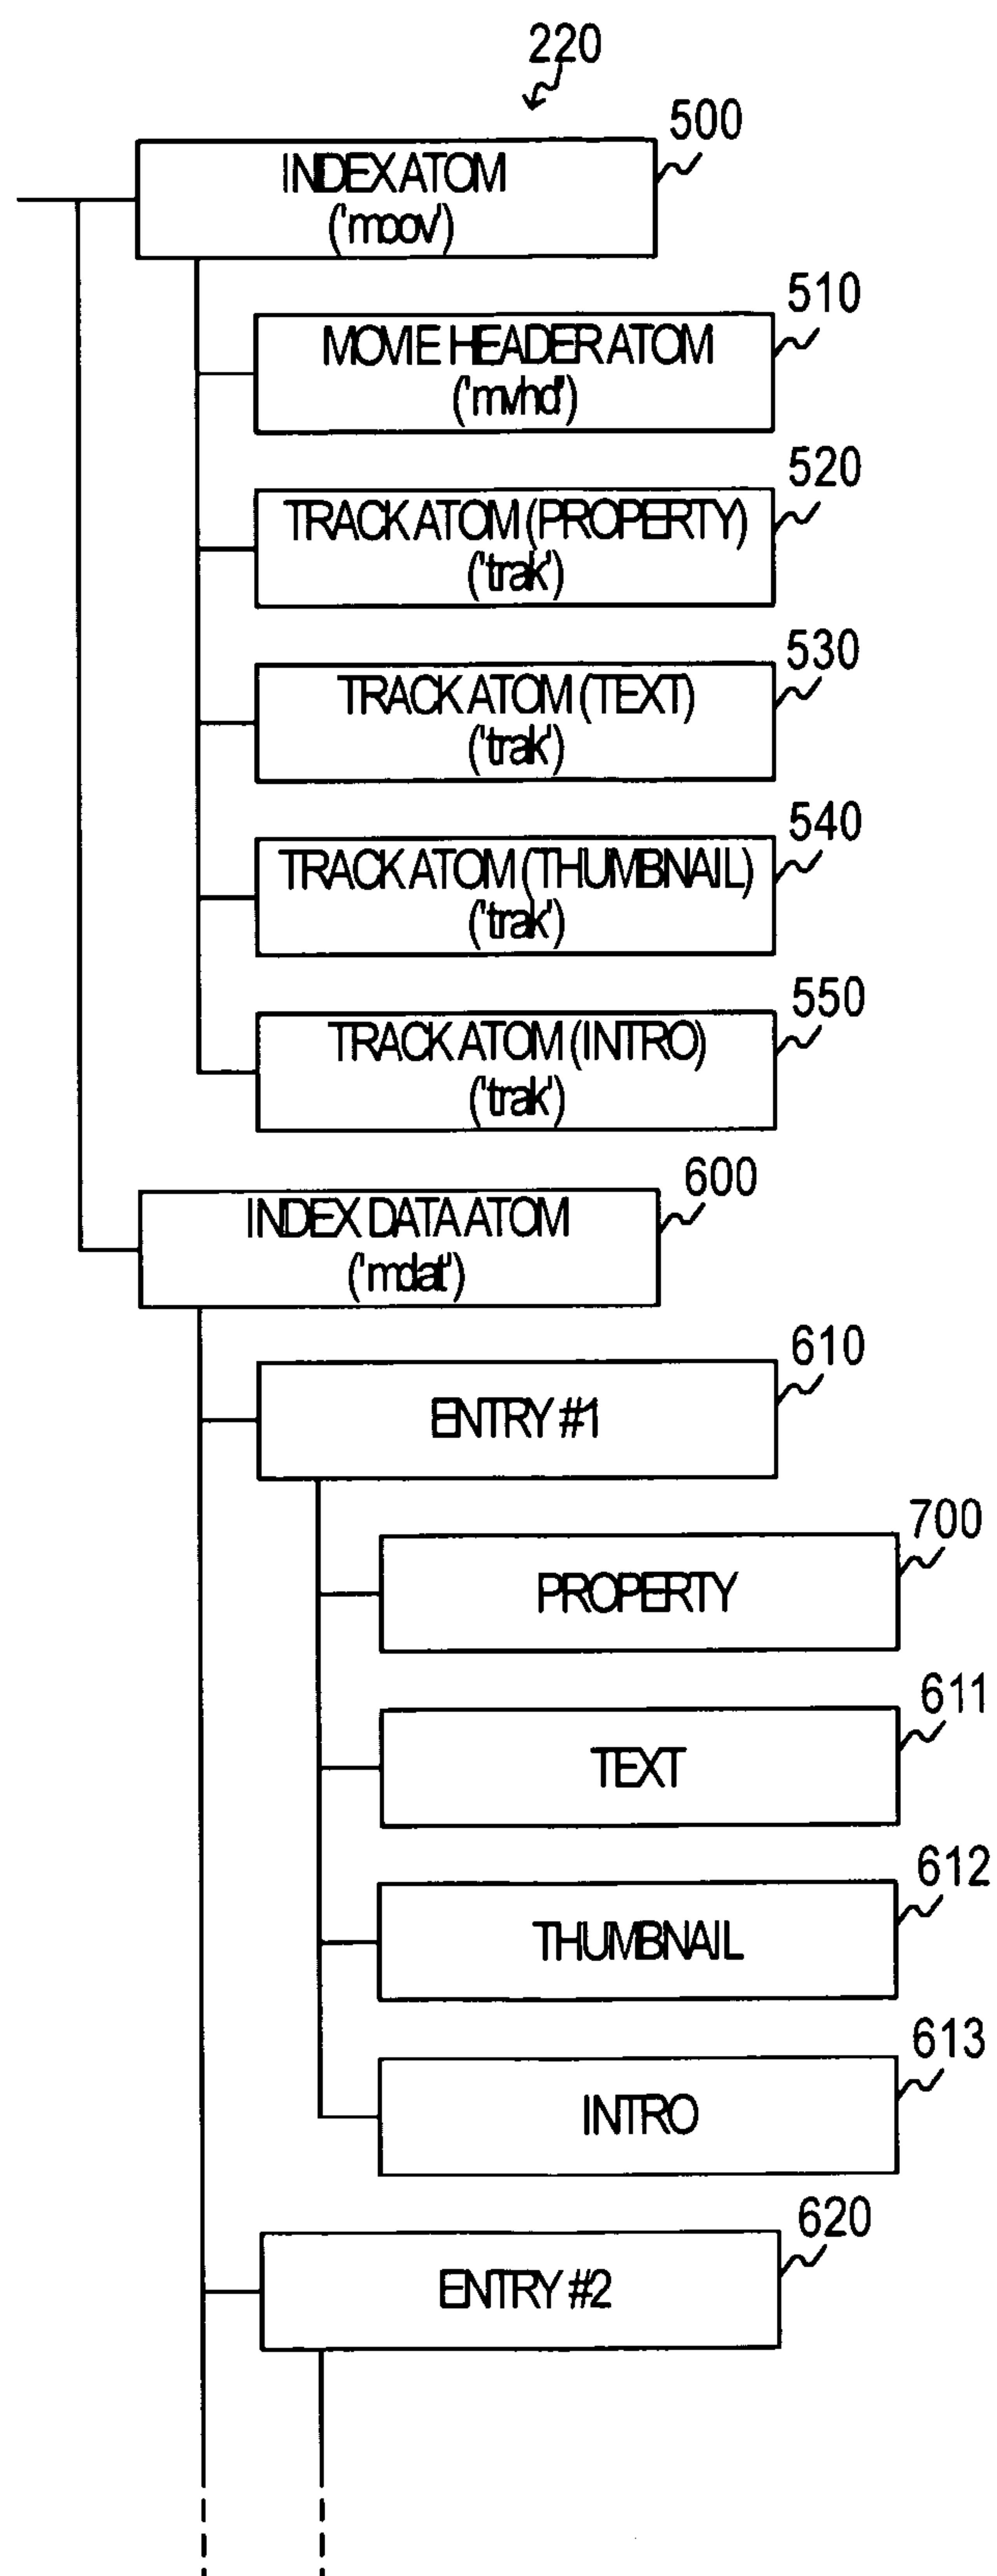 220
500
INDEX ATOM
('moov')
510
MOVIE HEADER ATOM
('mvhd')
520
TRACK ATOM (PROPERTY)
('trak')
530
TRACK ATOM (TEXT)
('trak')
540
TRACK ATOM (THUMBNAIL)
('trak')
550
TRACK ATOM (INTRO)
('trak')
600
INDEX DATA ATOM
('mdat')
610
ENTRY #1
700
PROPERTY
611
TEXT
612
THUMBNAIL
613
INTRO
620
ENTRY #2